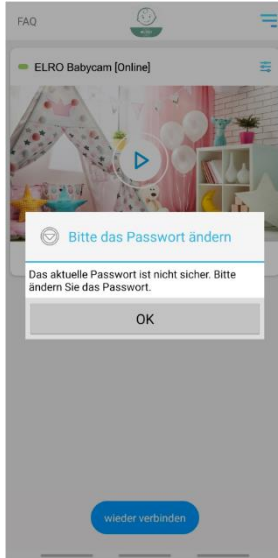 FAQ
ELRO Babycam [Online]
Bitte das Passwort ändern
Das aktuelle Passwort ist nicht sicher. Bitte
ändern Sie das Passwort.
OK
wieder verbinden